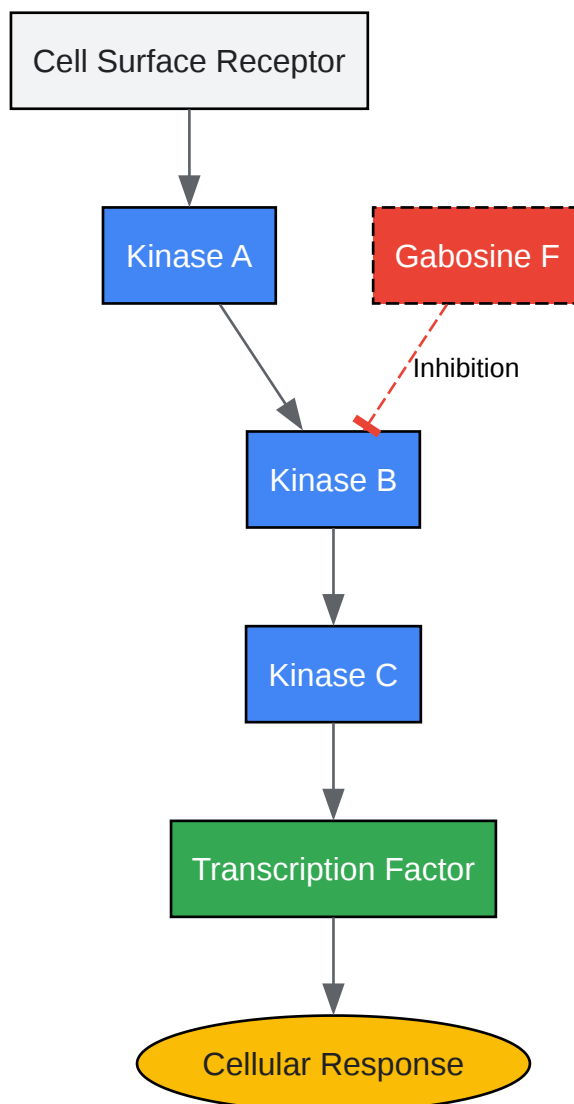 Cell Surface Receptor
Kinase A
Gabosine F
Inhibition
Kinase B
Kinase C
Transcription Factor
Cellular Response